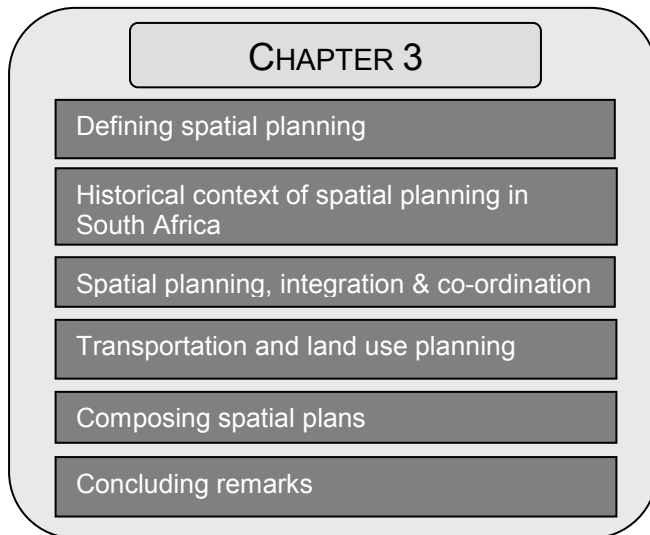 CHAPTER 3
Defining spatial planning
Historical context of spatial planning in
South Africa
Spatial planning, integration & co-ordination
Transportation and land use planning
Composing spatial plans
Concluding remarks